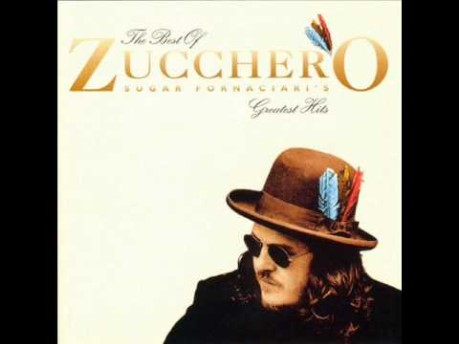 The Best Of
ZUCCHERO
SUGAR FORNACIARI'S
Greatest Hits